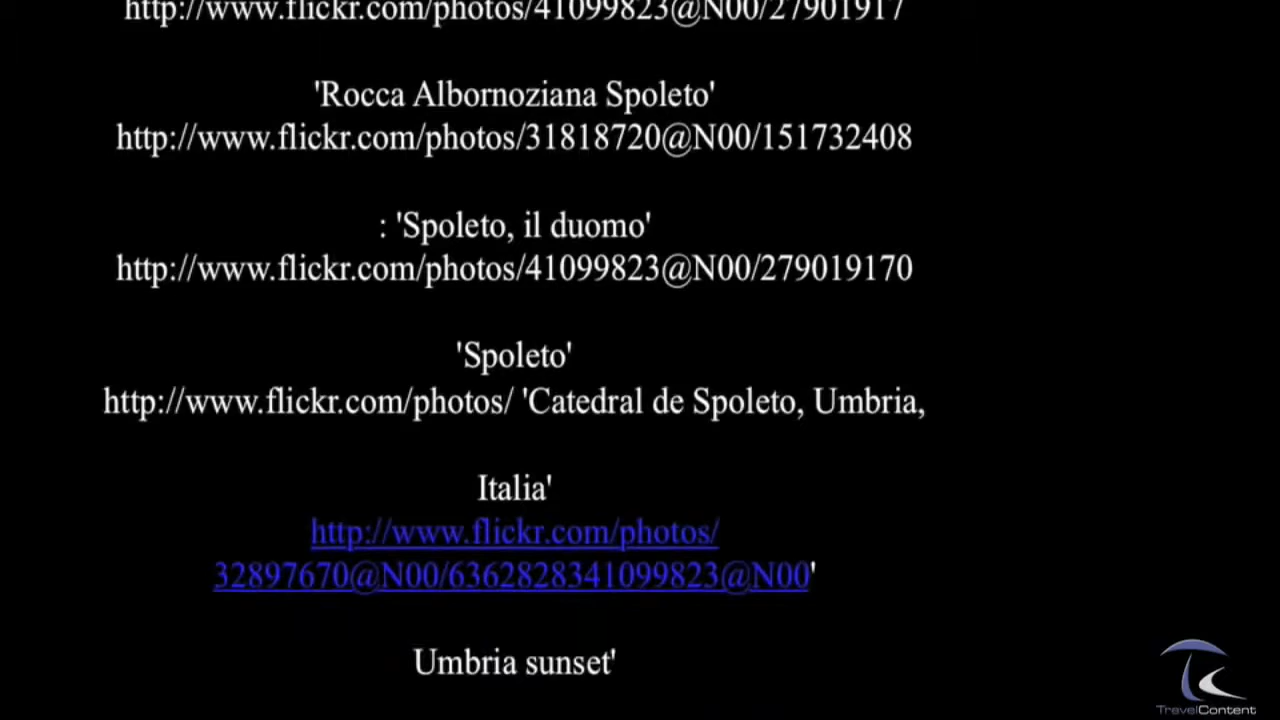 http://www.flickr.com/photos/41099823@N00/27901917
'Rocca Albornoziana Spoleto'
http://www.flickr.com/photos/31818720@N00/151732408
: 'Spoleto, il duomo'
http://www.flickr.com/photos/41099823@N00/279019170
'Spoleto'
http://www.flickr.com/photos/ 'Catedral de Spoleto, Umbria,
Italia'
http://www.flickr.com/photos/
32897670@N00/6362828341099823@N00'
Umbria sunset'
TravelContent